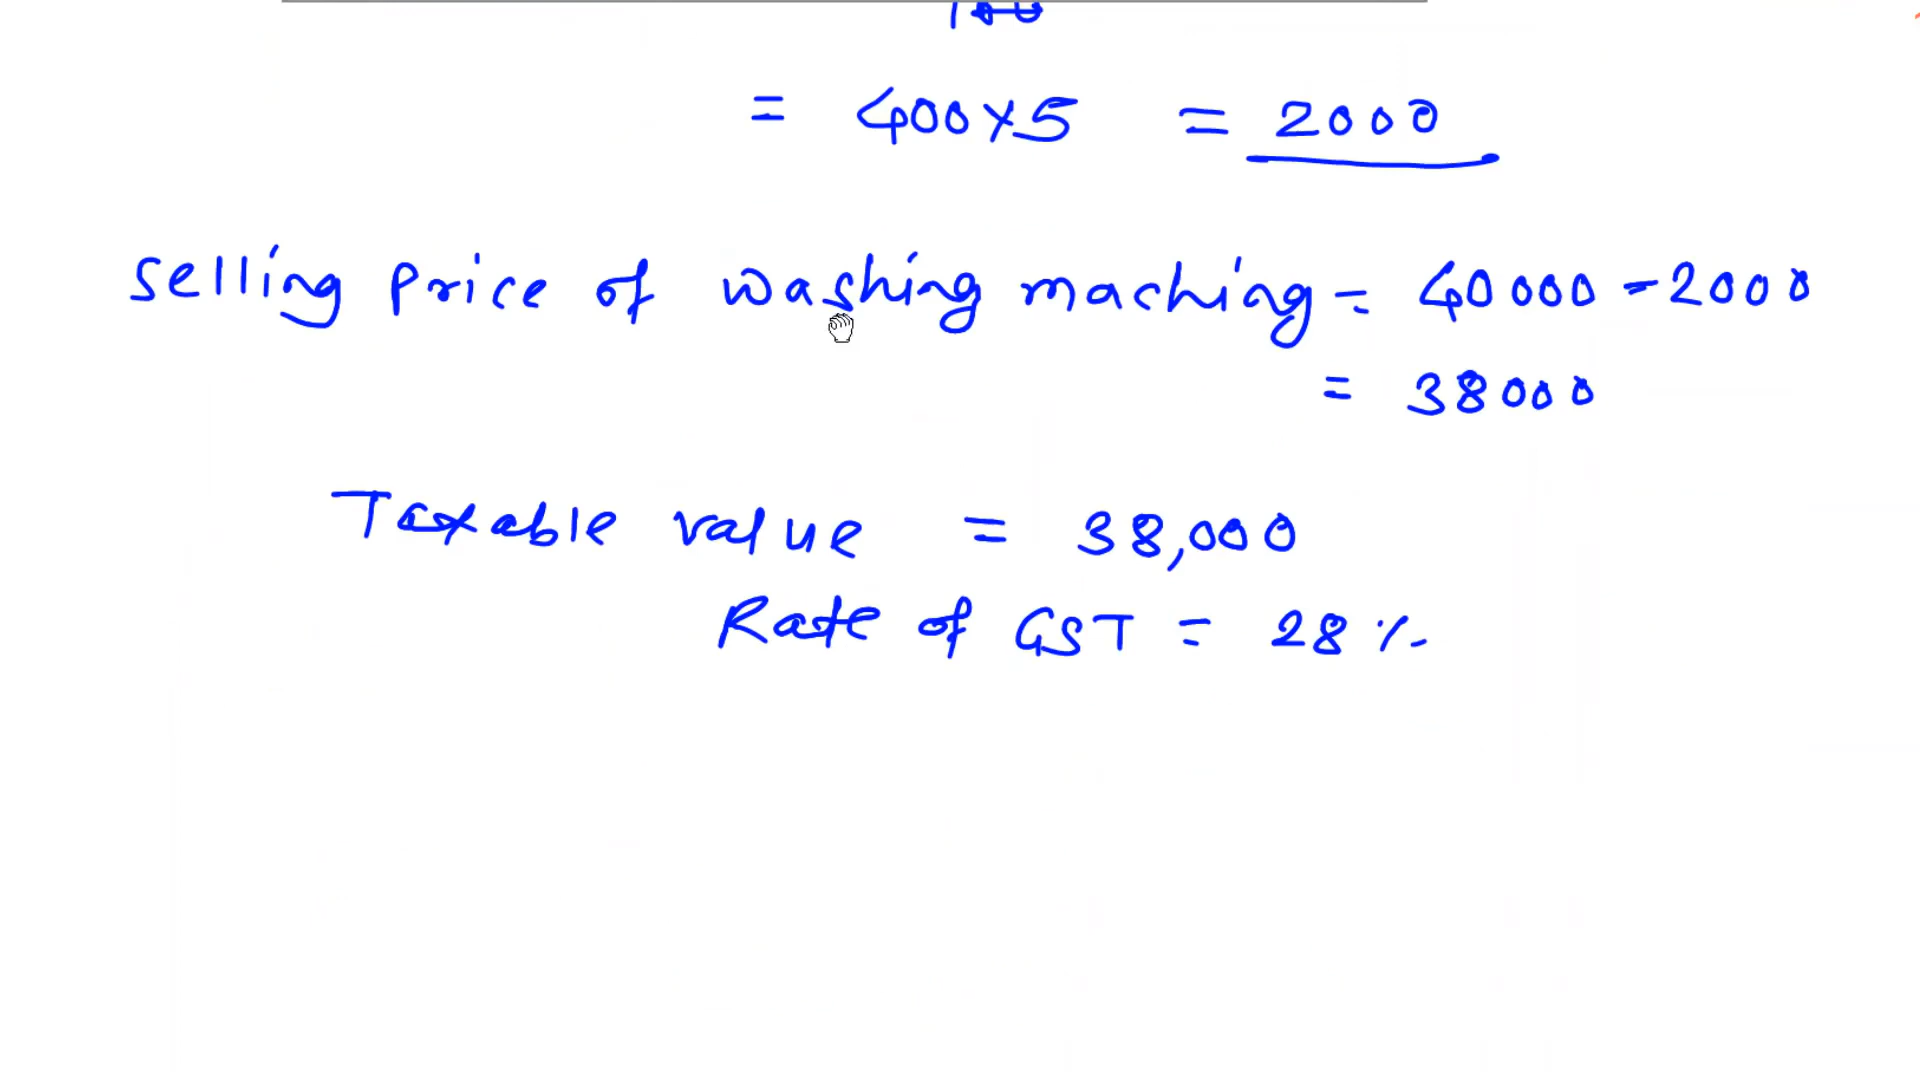 = 400×5 = 2000
selling price of washing maching = 40000 - 2000
= 38000
Taxable value = 38,000
Rate of GST = 28 %